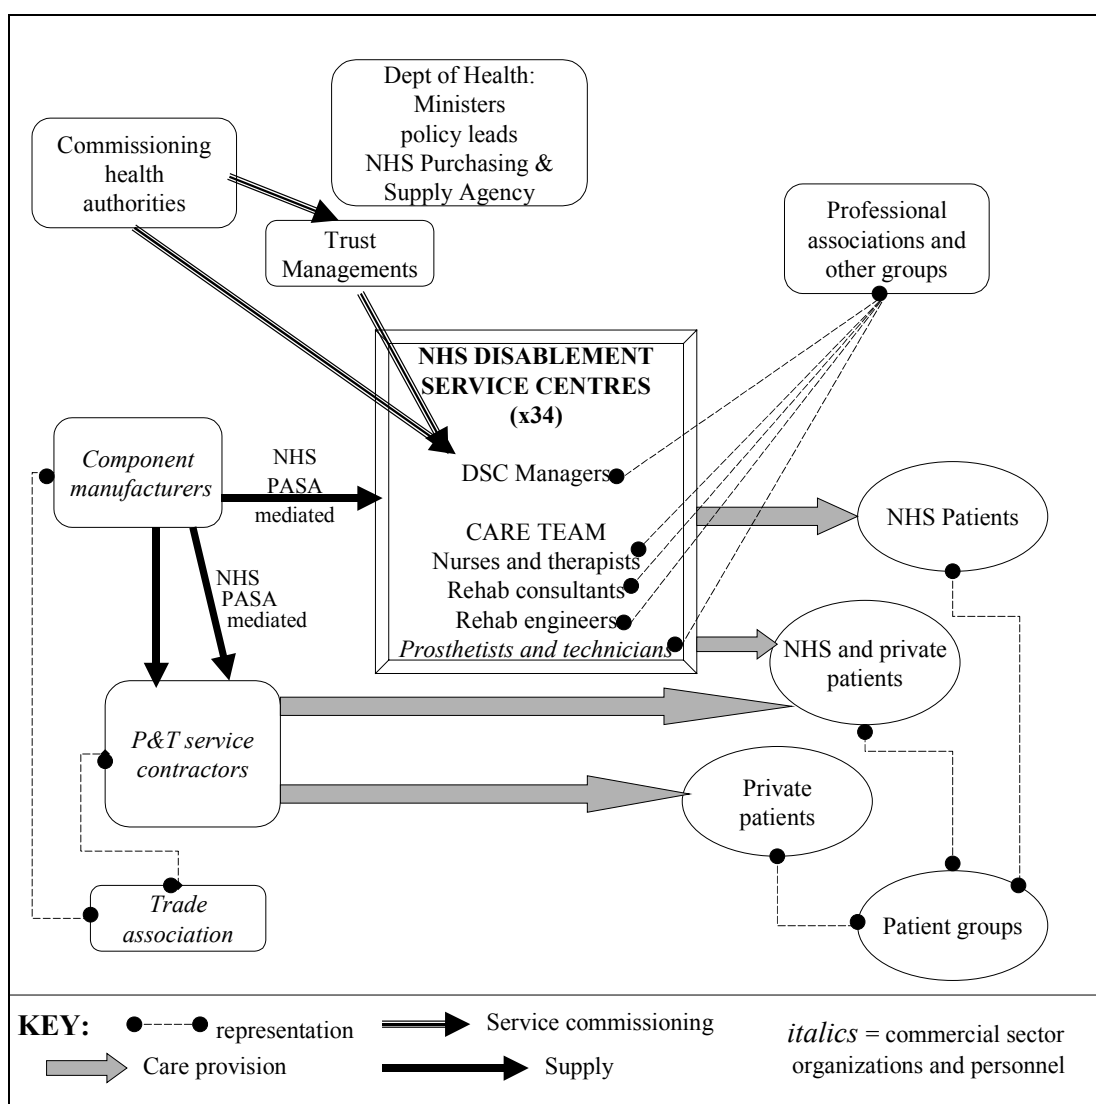 Dept of Health:
Ministers
policy leads
NHS Purchasing &
Supply Agency
Commissioning
health
authorities
Trust
Managements
Professional
associations and
other groups
NHS DISABLEMENT
SERVICE CENTRES
(x34)
DSC Managers
CARE TEAM
Nurses and therapists
Rehab consultants
Rehab engineers
Prosthetists and technicians
Component
manufacturers
NHS
PASA
mediated
NHS
PASA
mediated
NHS Patients
NHS and private
patients
P&T service
contractors
Private
patients
Trade
association
Patient groups
KEY:
representation
Service commissioning
Care provision
Supply
italics = commercial sector
organizations and personnel